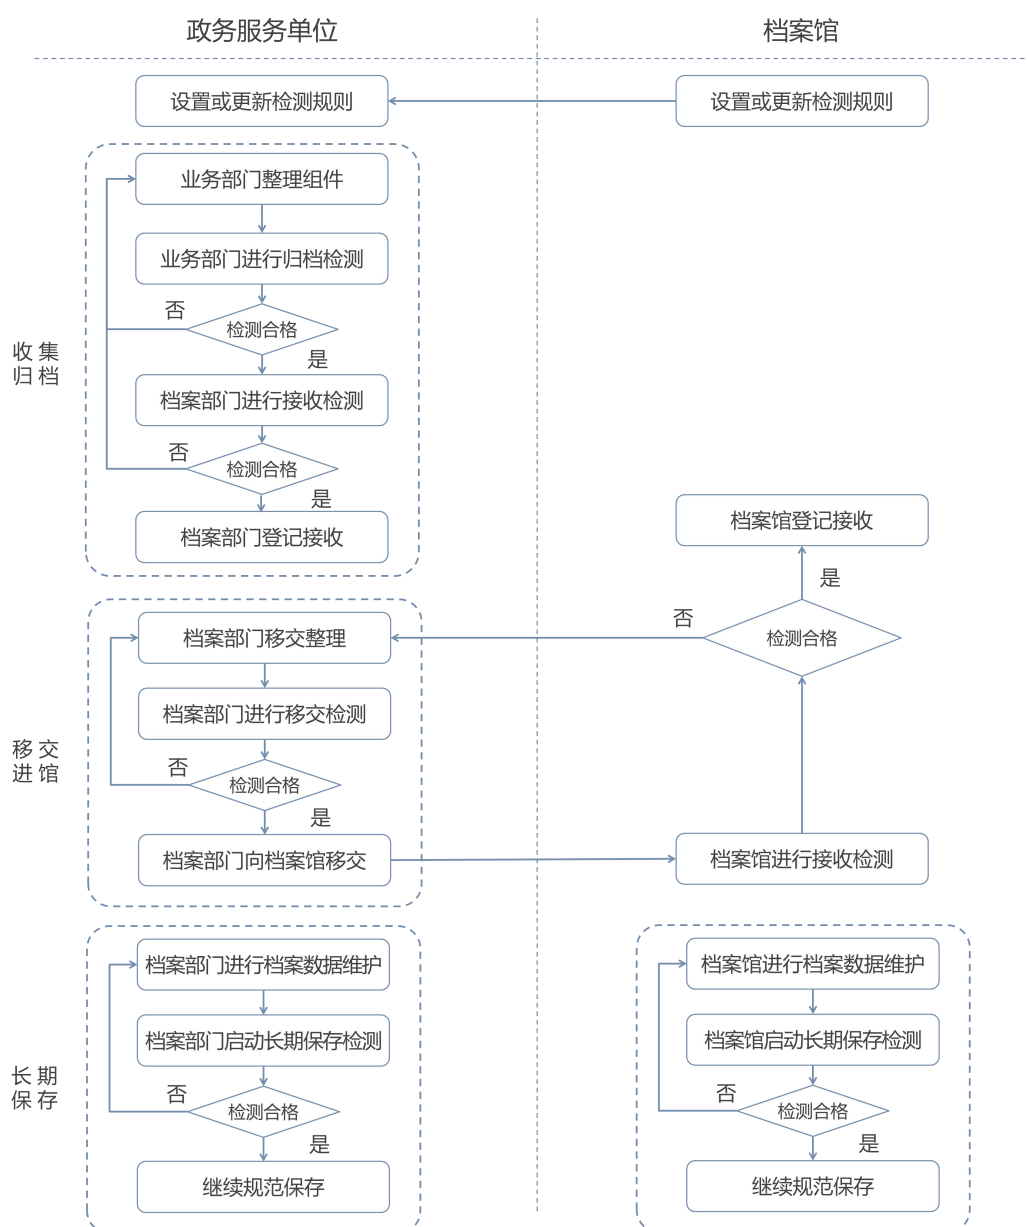 政务服务单位
档案馆
设置或更新检测规则
设置或更新检测规则
收集
归档
业务部门整理组件
业务部门进行归档检测
否
检测合格
是
档案部门进行接收检测
否
检测合格
是
档案部门登记接收
档案馆登记接收
是
否
检测合格
档案馆进行接收检测
移交
进馆
档案部门移交整理
档案部门进行移交检测
否
检测合格
是
档案部门向档案馆移交
长期
保存
档案部门进行档案数据维护
档案部门启动长期保存检测
否
检测合格
是
继续规范保存
档案馆进行档案数据维护
档案馆启动长期保存检测
否
检测合格
是
继续规范保存